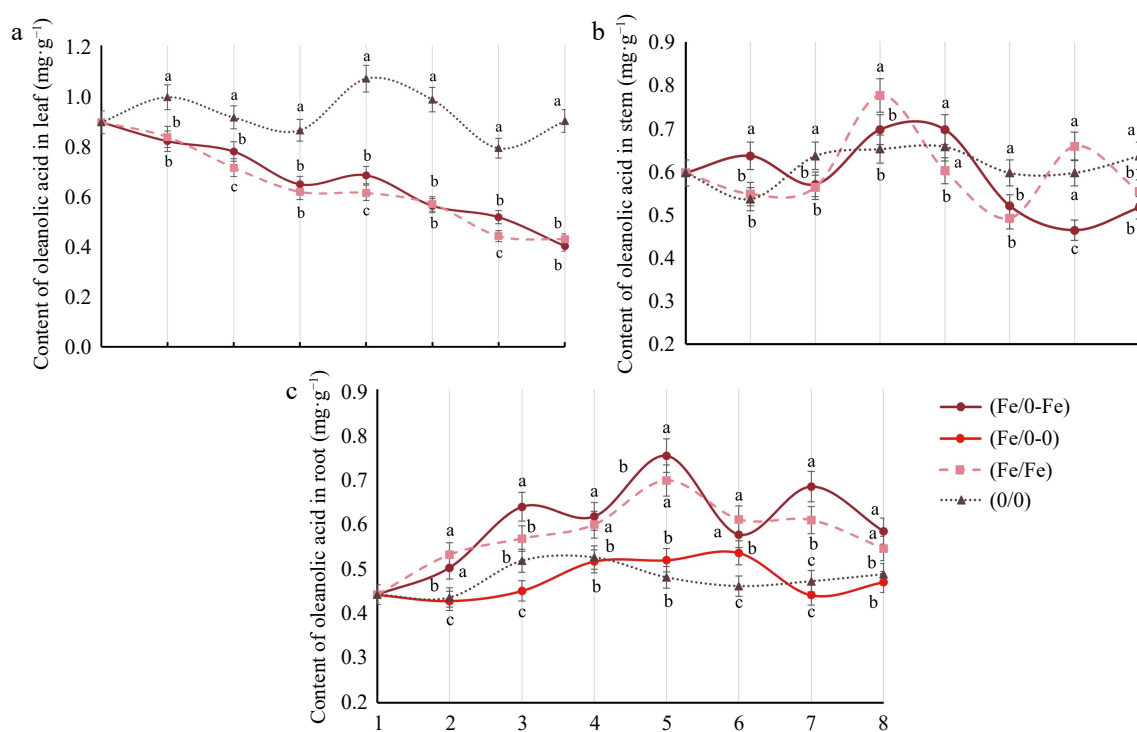 a
Content of oleanolic acid in leaf (mg·g⁻¹)
1.2
1.0
0.8
0.6
0.4
0.2
0.0
a a a a a a a
b b b b b b b
b c b c b c b
b
Content of oleanolic acid in stem (mg·g⁻¹)
0.9
0.8
0.7
0.6
0.5
0.4
0.3
0.2
a a a a a a a
b b b a b a b
b b b b b c b
c
Content of oleanolic acid in root (mg·g⁻¹)
0.9
0.8
0.7
0.6
0.5
0.4
0.3
0.2
a a b a a a a
a b a a a b a
b b b b b c b
c c b b c c b
1 2 3 4 5 6 7 8
(Fe/0-Fe)
(Fe/0-0)
(Fe/Fe)
(0/0)